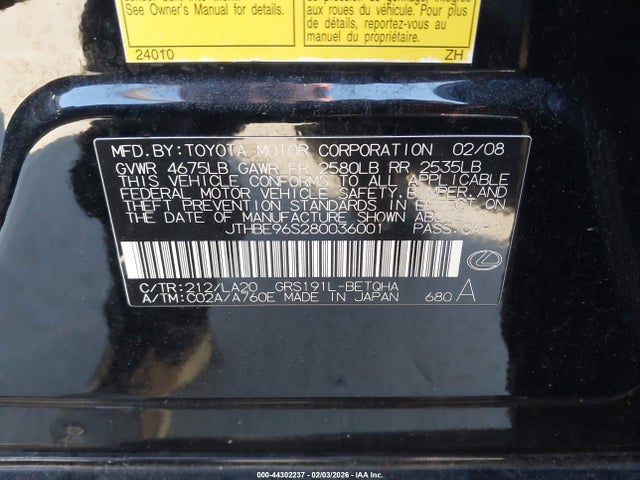 See Owner's Manual for details.
24010
aux roues du véhicule. Pour plus
d'informations, reportez-vous au
manuel du propriétaire.
ZH
MFD.BY:TOYOTA MOTOR CORPORATION 02/08
GVWR 4675LB GAWR FR 2580LB RR 2535LB
THIS VEHICLE CONFORMS TO ALL APPLICABLE
FEDERAL MOTOR VEHICLE SAFETY, BUMPER, AND
THEFT PREVENTION STANDARDS IN EFFECT ON
THE DATE OF MANUFACTURE SHOWN ABOVE.
JTHBE96S280036001 PASS.CAR
C/TR:212/LA20 GRS191L-BETQHA
A/TM:C02A/A760E MADE IN JAPAN 680 A
000-44302237 - 02/03/2026 - IAA Inc.